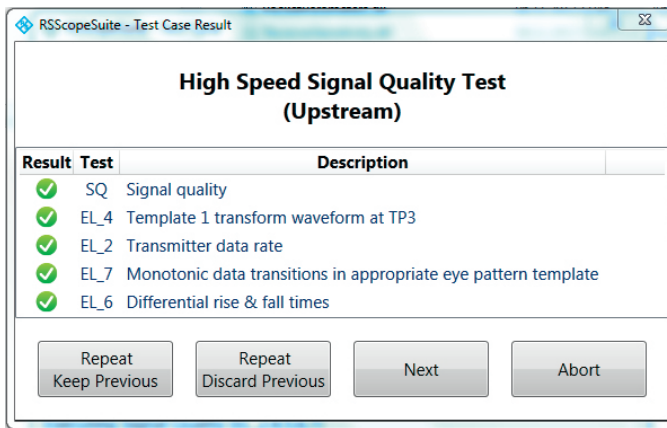 RSScopeSuite - Test Case Result
High Speed Signal Quality Test
(Upstream)
Result Test Description
SQ Signal quality
EL_4 Template 1 transform waveform at TP3
EL_2 Transmitter data rate
EL_7 Monotonic data transitions in appropriate eye pattern template
EL_6 Differential rise & fall times
Repeat
Keep Previous
Repeat
Discard Previous
Next
Abort